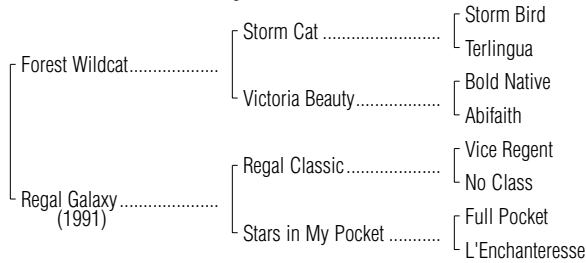 Storm Bird
Storm Cat ......................
Terlingua
Forest Wildcat...................
Bold Native
Victoria Beauty................
Abifaith
Vice Regent
Regal Classic..................
No Class
Regal Galaxy.....................
(1991)
Full Pocket
Stars in My Pocket ...........
L'Enchanteresse